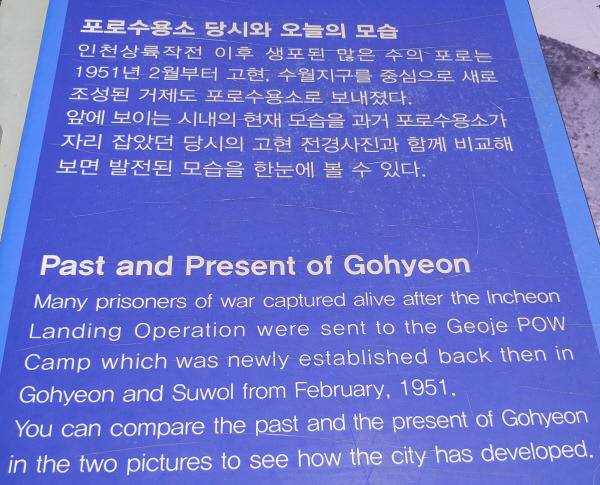 포로수용소 당시와 오늘의 모습
인천상륙작전 이후 생포된 많은 수의 포로는
1951년 2월부터 고현, 수월지구를 중심으로 새로
조성된 거제도 포로수용소로 보내졌다.
앞에 보이는 시내의 현재 모습을 과거 포로수용소가
자리 잡았던 당시의 고현 전경사진과 함께 비교해
보면 발전된 모습을 한눈에 볼 수 있다.
Past and Present of Gohyeon
Many prisoners of war captured alive after the Incheon
Landing Operation were sent to the Geoje POW
Camp which was newly established back then in
Gohyeon and Suwol from February, 1951.
You can compare the past and the present of Gohyeon
in the two pictures to see how the city has developed.